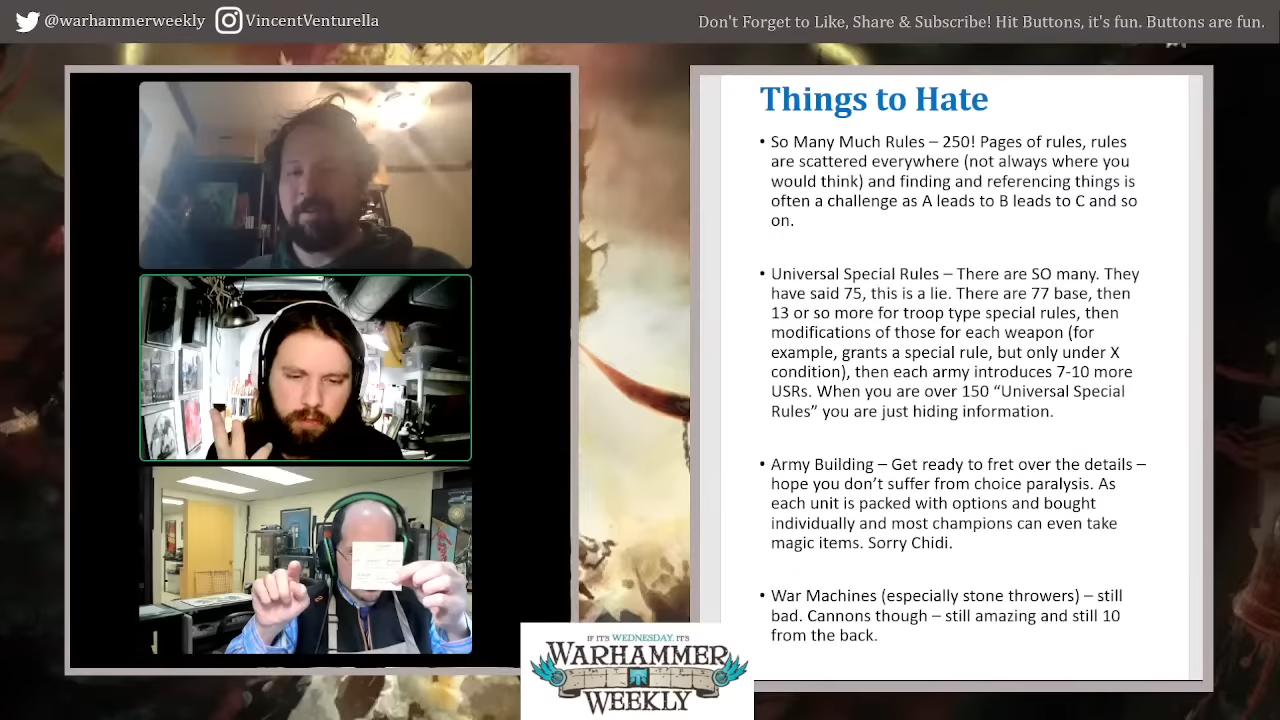 @warhammerweekly
VincentVenturella
Don't Forget to Like, Share & Subscribe! Hit Buttons, it's fun. Buttons are fun.
Things to Hate
• So Many Much Rules – 250! Pages of rules, rules
are scattered everywhere (not always where you
would think) and finding and referencing things is
often a challenge as A leads to B leads to C and so
on.
• Universal Special Rules – There are SO many. They
have said 75, this is a lie. There are 77 base, then
13 or so more for troop type special rules, then
modifications of those for each weapon (for
example, grants a special rule, but only under X
condition), then each army introduces 7-10 more
USRs. When you are over 150 “Universal Special
Rules” you are just hiding information.
• Army Building – Get ready to fret over the details –
hope you don’t suffer from choice paralysis. As
each unit is packed with options and bought
individually and most champions can even take
magic items. Sorry Chidi.
• War Machines (especially stone throwers) – still
bad. Cannons though – still amazing and still 10
from the back.
IF IT'S WEDNESDAY, IT'S
WARHAMMER
WEEKLY